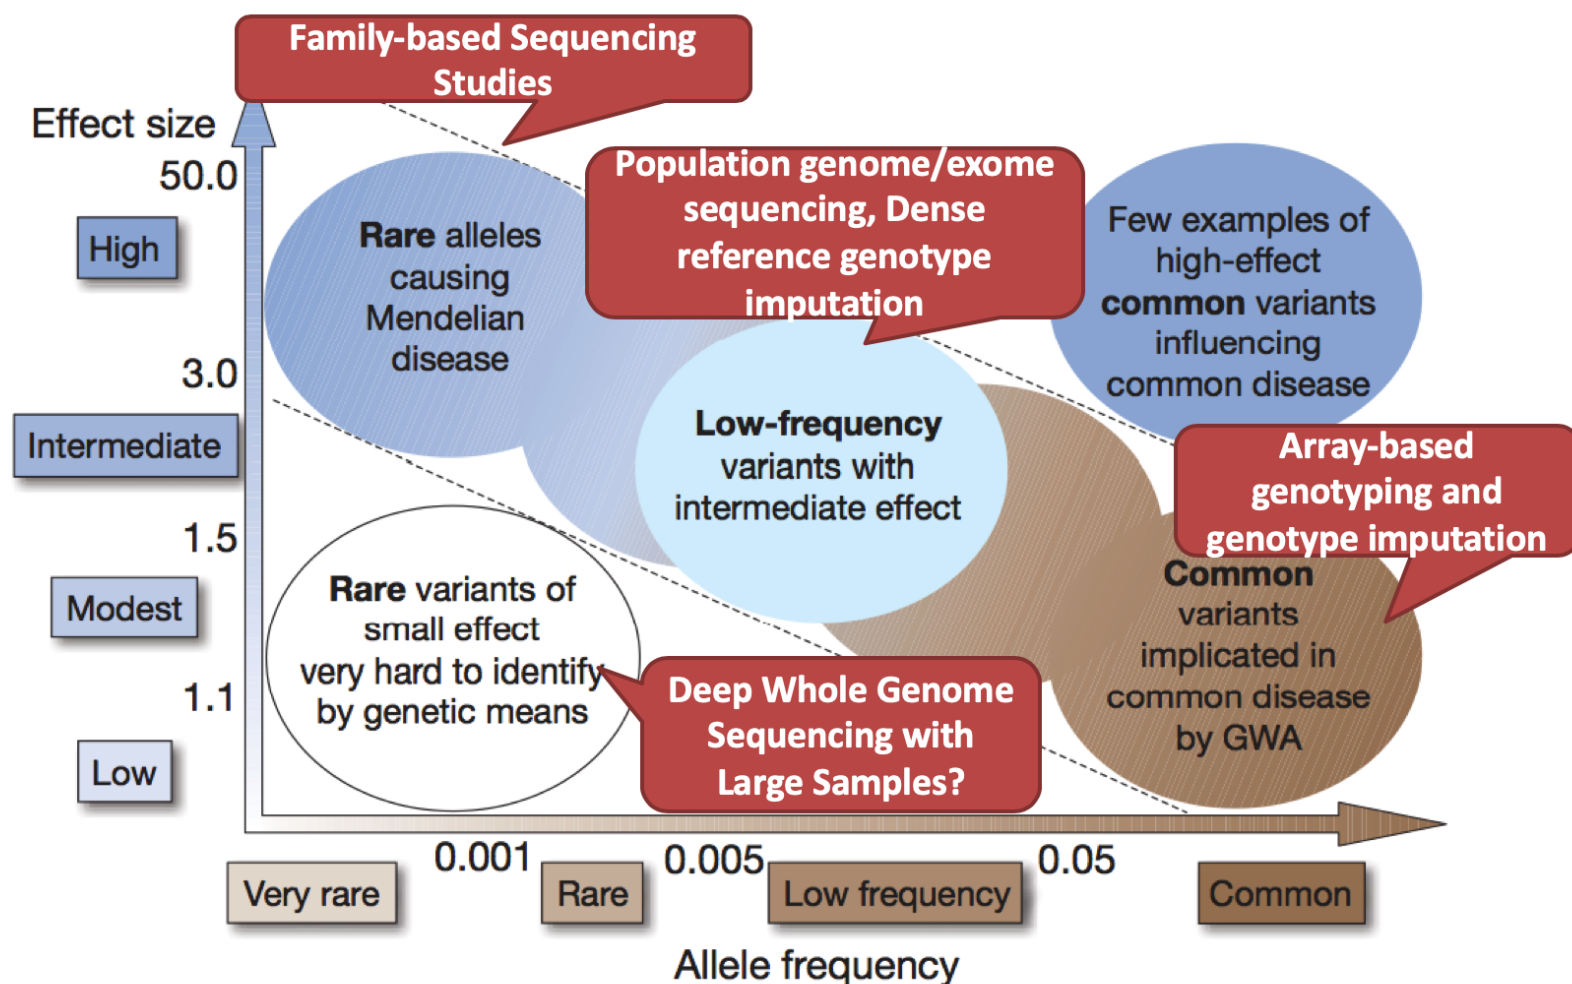 Family-based Sequencing
Studies
Effect size
50.0
High
3.0
Intermediate
1.5
Modest
1.1
Low
Rare alleles
causing
Mendelian
disease
Population genome/exome
sequencing, Dense
reference genotype
imputation
Few examples of
high-effect
common variants
influencing
common disease
Low-frequency
variants with
intermediate effect
Array-based
genotyping and
genotype imputation
Rare variants of
small effect
very hard to identify
by genetic means
Deep Whole Genome
Sequencing with
Large Samples?
Common
variants
implicated in
common disease
by GWA
0.001
0.005
0.05
Very rare
Rare
Low frequency
Common
Allele frequency